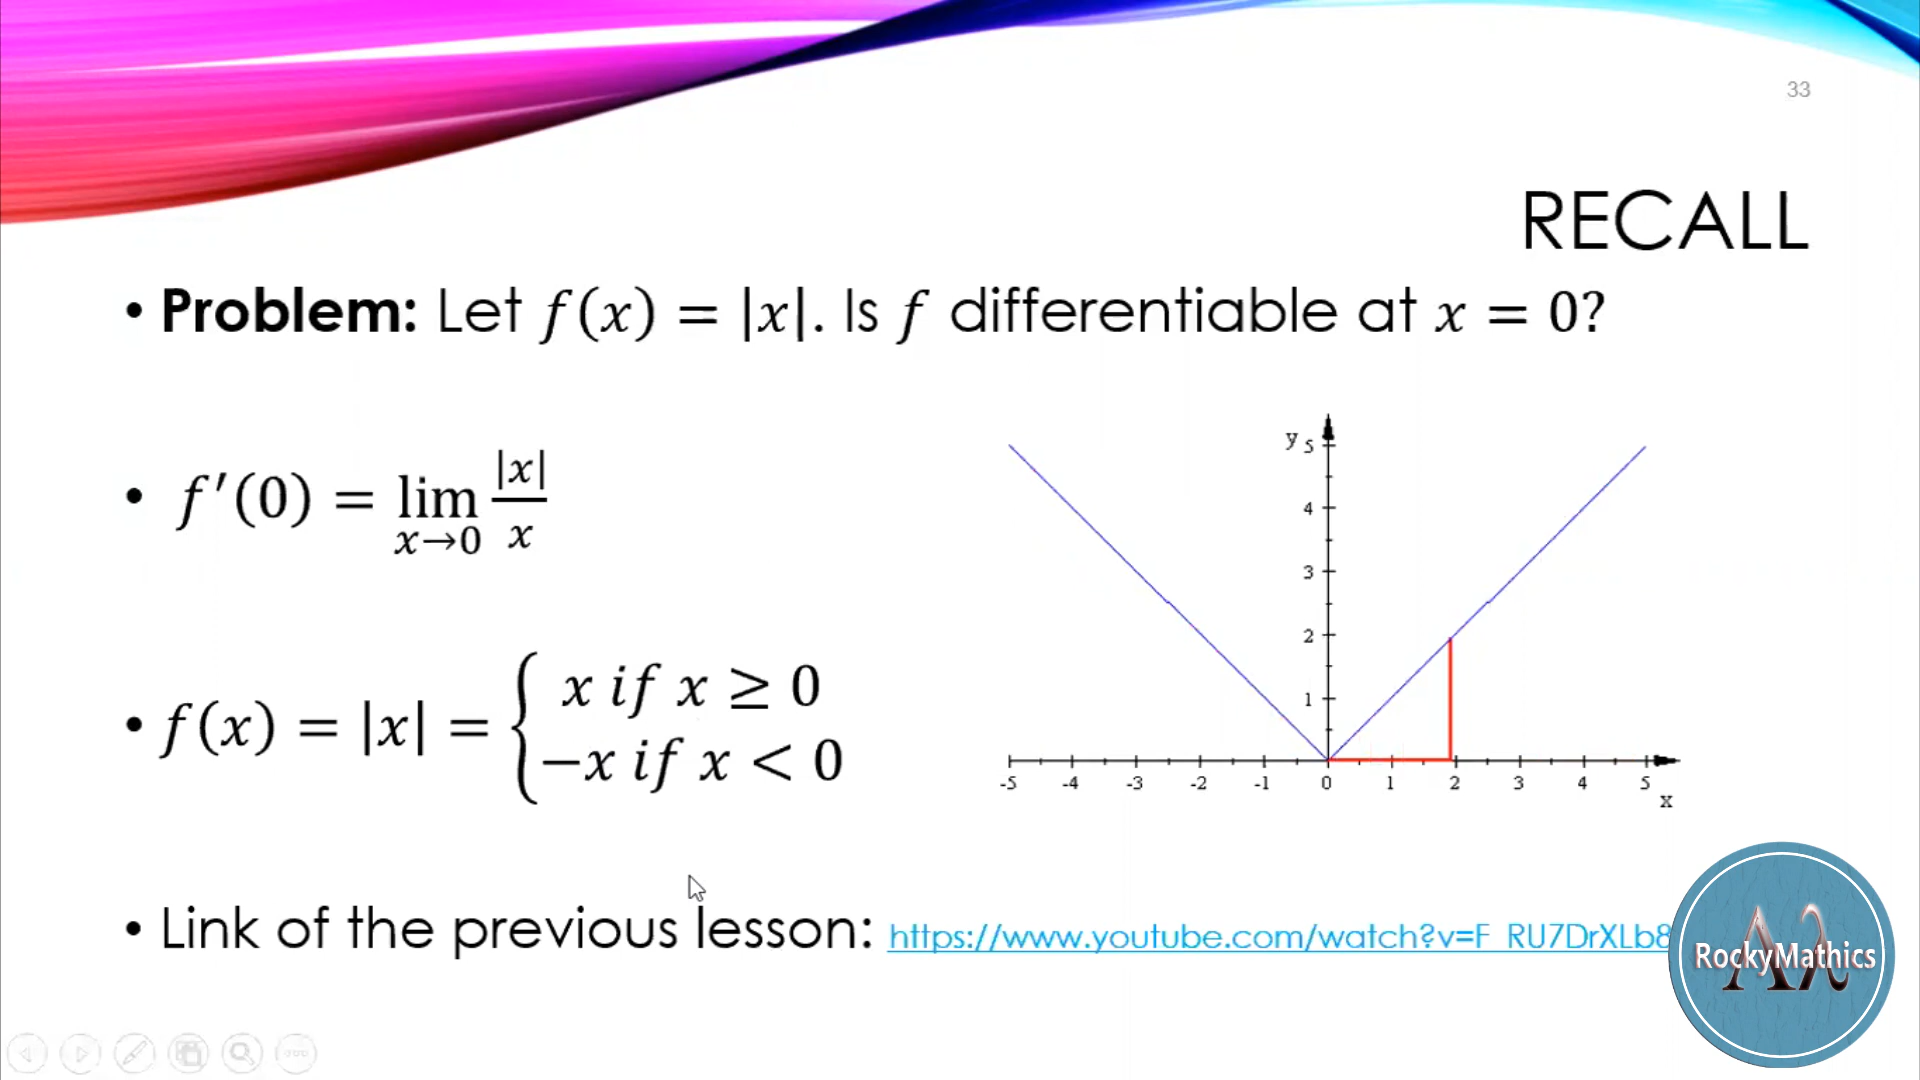 33
RECALL
• Problem: Let f(x) = |x|. Is f differentiable at x = 0?
• f′(0) = lim x→0 |x|/x
• f(x) = |x| = { x if x ≥ 0
−x if x < 0
y 5
4
3
2
1
-5 -4 -3 -2 -1 0 1 2 3 4 5
x
• Link of the previous lesson: https://www.youtube.com/watch?v=F_RU7DrXLb8
RockyMathics
Aλ